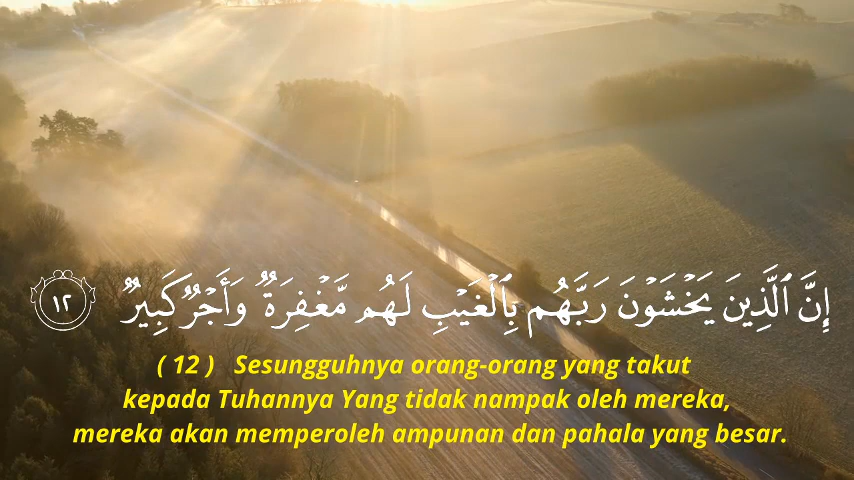 إِنَّ ٱلَّذِينَ يَخْشَوْنَ رَبَّهُم بِٱلْغَيْبِ لَهُم مَّغْفِرَةٌ وَأَجْرٌ كَبِيرٌ ١٢
( 12 ) Sesungguhnya orang-orang yang takut
kepada Tuhannya Yang tidak nampak oleh mereka,
mereka akan memperoleh ampunan dan pahala yang besar.